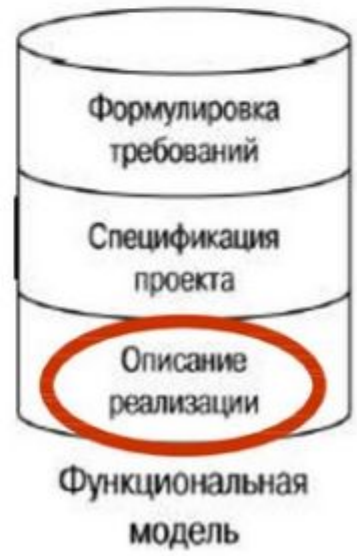 Формулировка
требований
Спецификация
проекта
Описание
реализации
Функциональная
модель